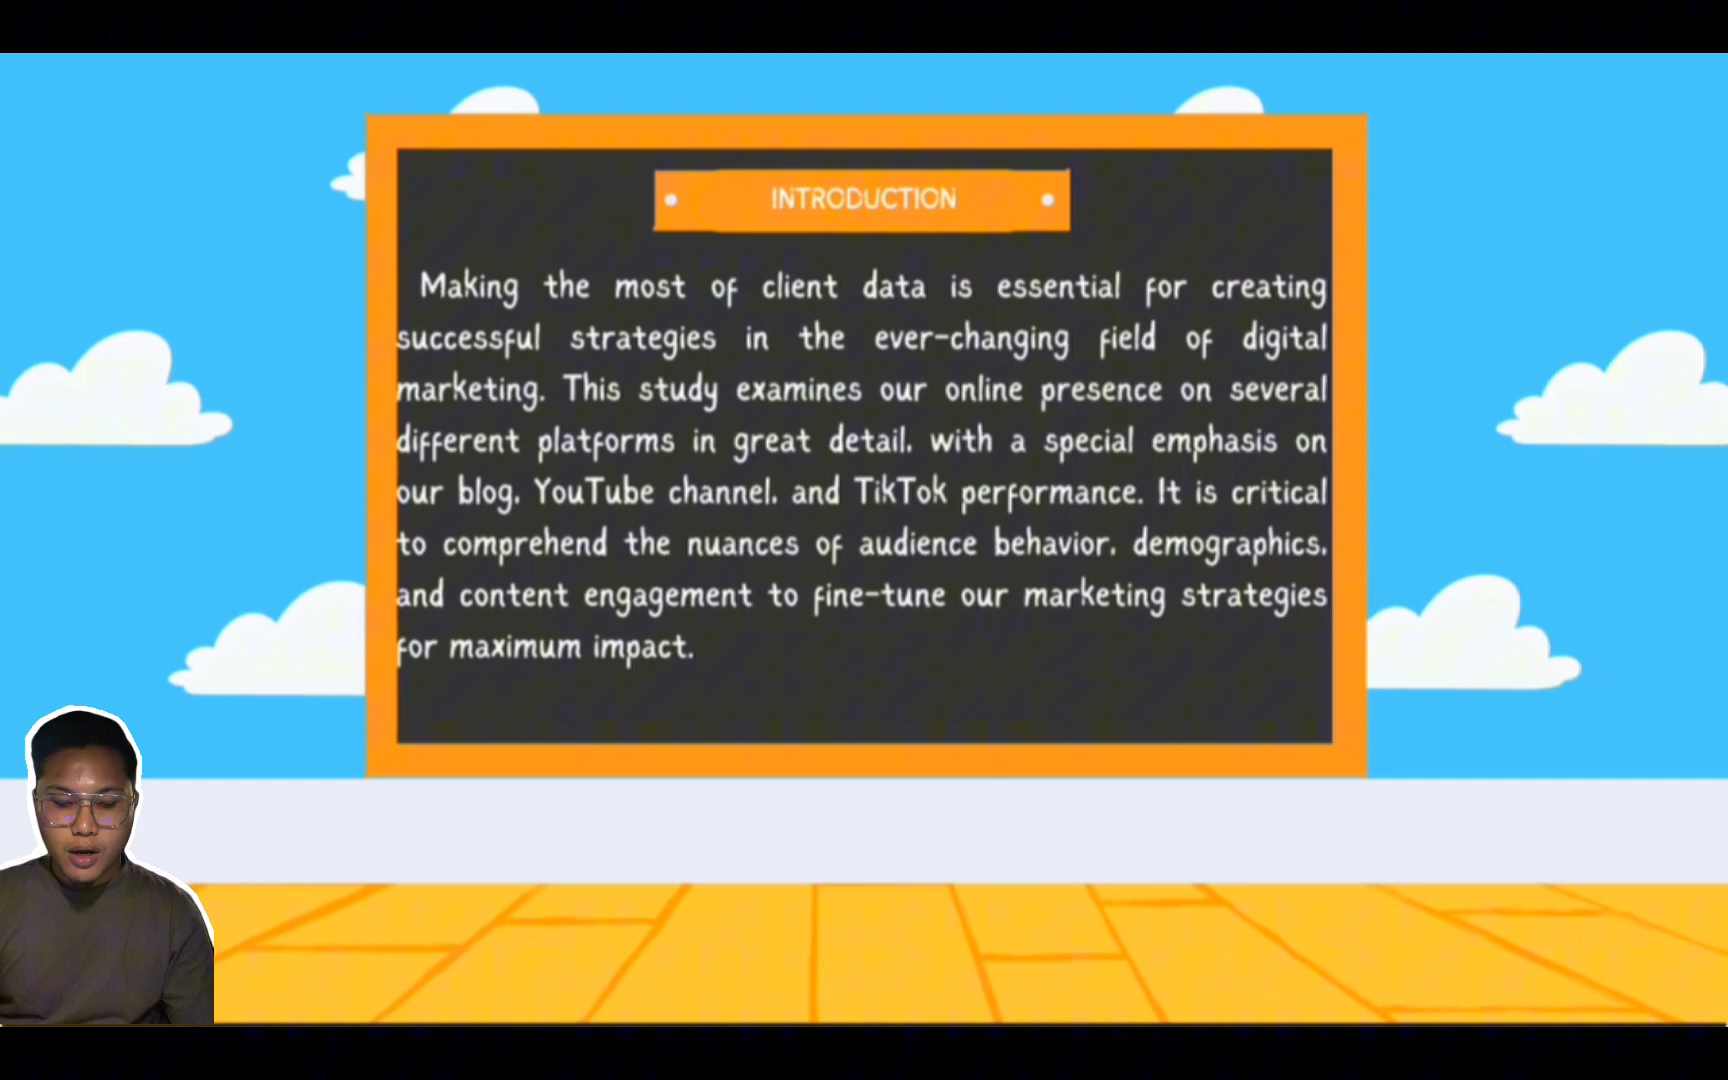 INTRODUCTION
Making the most of client data is essential for creating
successful strategies in the ever-changing field of digital
marketing. This study examines our online presence on several
different platforms in great detail, with a special emphasis on
our blog, YouTube channel, and TikTok performance. It is critical
to comprehend the nuances of audience behavior, demographics,
and content engagement to fine-tune our marketing strategies
for maximum impact.